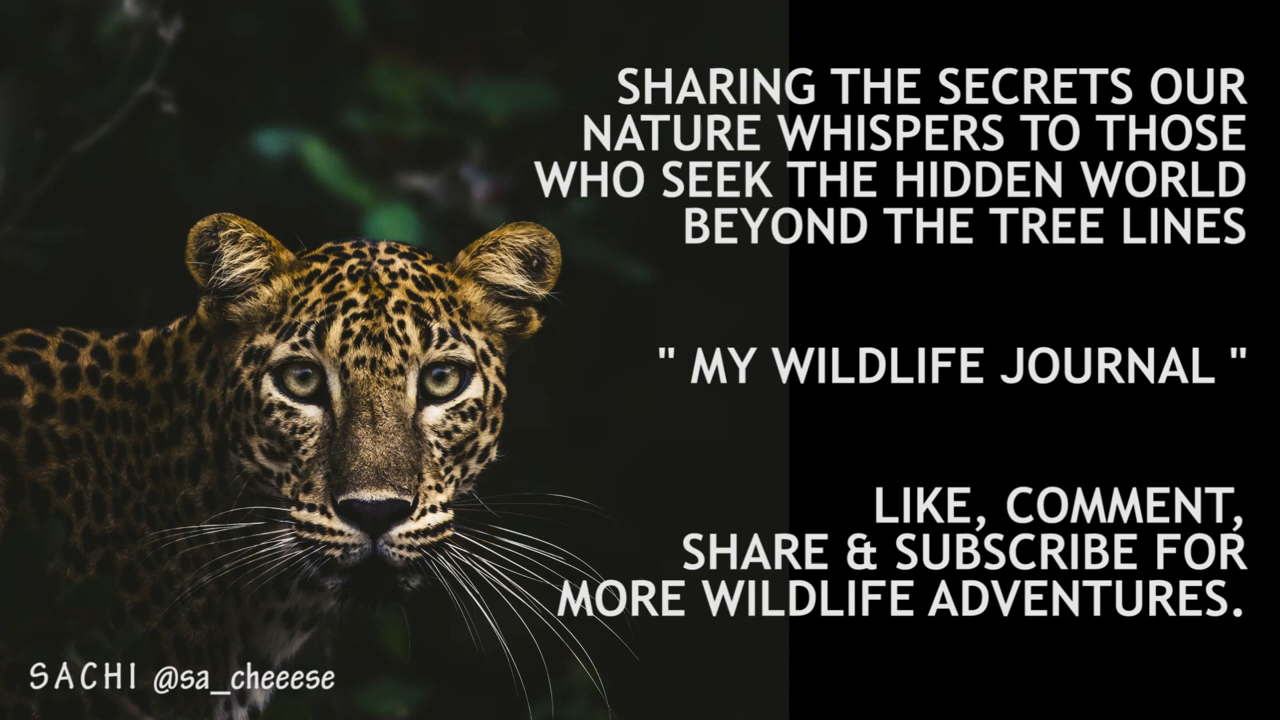 SHARING THE SECRETS OUR
NATURE WHISPERS TO THOSE
WHO SEEK THE HIDDEN WORLD
BEYOND THE TREE LINES
" MY WILDLIFE JOURNAL "
LIKE, COMMENT,
SHARE & SUBSCRIBE FOR
MORE WILDLIFE ADVENTURES.
SACHI @sa_cheeese